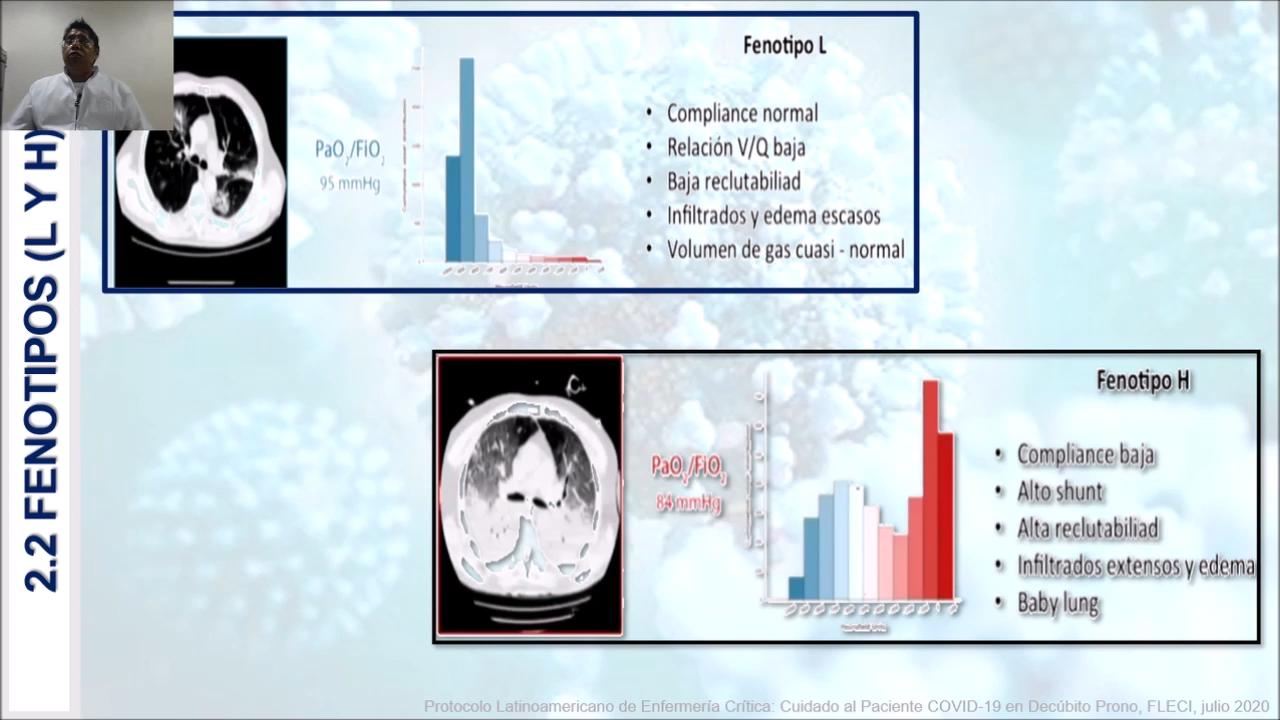 2.2 FENOTIPOS (L Y H)
Fenotipo L
PaO2/FiO2
95 mmHg
• Compliance normal
• Relación V/Q baja
• Baja reclutabiliad
• Infiltrados y edema escasos
• Volumen de gas cuasi - normal
Fenotipo H
PaO2/FiO2
84 mmHg
• Compliance baja
• Alto shunt
• Alta reclutabiliad
• Infiltrados extensos y edema
• Baby lung
Hounsfield Units
Protocolo Latinoamericano de Enfermería Crítica: Cuidado al Paciente COVID-19 en Decúbito Prono, FLECI, julio 2020